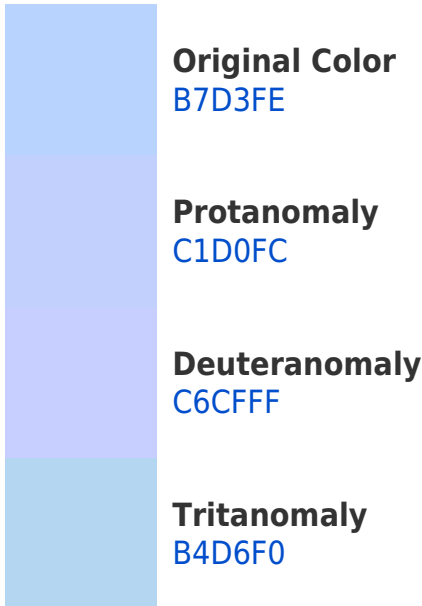 Original Color
B7D3FE
Protanomaly
C1D0FC
Deuteranomaly
C6CFFF
Tritanomaly
B4D6F0